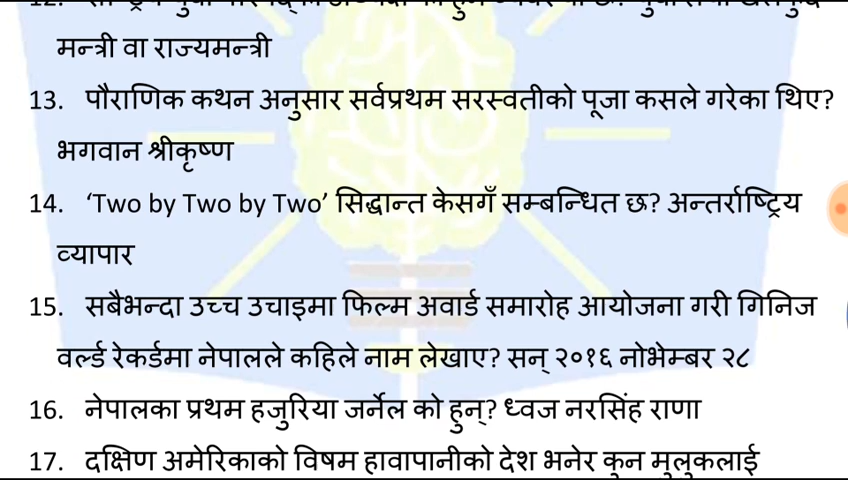 मन्त्री वा राज्यमन्त्री
13. पौराणिक कथन अनुसार सर्वप्रथम सरस्वतीको पूजा कसले गरेका थिए?
भगवान श्रीकृष्ण
14. ‘Two by Two by Two’ सिद्धान्त केसगँ सम्बन्धित छ? अन्तर्राष्ट्रिय
व्यापार
15. सबैभन्दा उच्च उचाइमा फिल्म अवार्ड समारोह आयोजना गरी गिनिज
वर्ल्ड रेकर्डमा नेपालले कहिले नाम लेखाए? सन् २०१६ नोभेम्बर २८
16. नेपालका प्रथम हजुरिया जर्नेल को हुन्? ध्वज नरसिंह राणा
17. दक्षिण अमेरिकाको विषम हावापानीको देश भनेर कुन मुलुकलाई